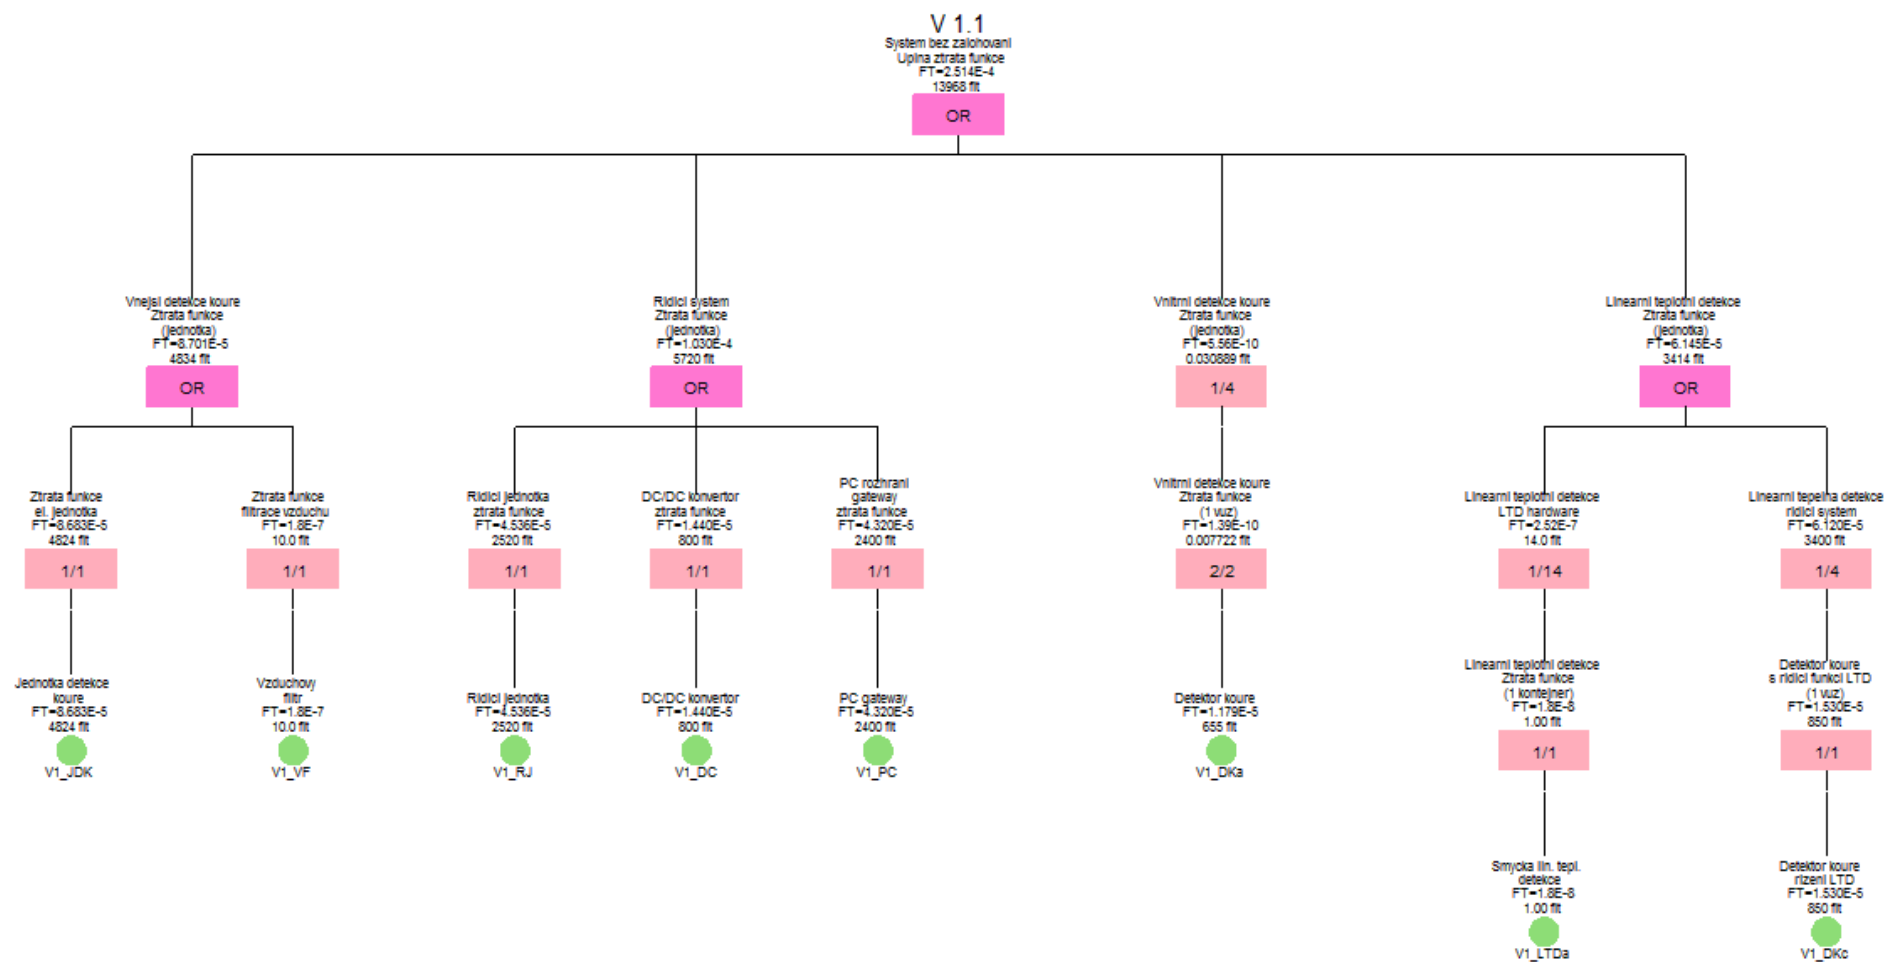 V 1.1
System bez zalohovani
Uplna ztrata funkce
FT=2.514E-4
13968 fit
OR
Vnejsi detekce koure
Ztrata funkce
(jednotka)
FT=8.701E-5
4834 fit
OR
Ridici system
Ztrata funkce
(jednotka)
FT=1.030E-4
5720 fit
OR
Vnitrni detekce koure
Ztrata funkce
(jednotka)
FT=5.56E-10
0.030889 fit
1/4
Linearni teplotni detekce
Ztrata funkce
(jednotka)
FT=6.145E-5
3414 fit
OR
Ztrata funkce
el. jednotka
FT=8.683E-5
4824 fit
1/1
Ztrata funkce
filtrace vzduchu
FT=1.8E-7
10.0 fit
1/1
Ridici jednotka
ztrata funkce
FT=4.536E-5
2520 fit
1/1
DC/DC konvertor
ztrata funkce
FT=1.440E-5
800 fit
1/1
PC rozhrani
gateway
ztrata funkce
FT=4.320E-5
2400 fit
1/1
Vnitrni detekce koure
Ztrata funkce
(1 vuz)
FT=1.39E-10
0.007722 fit
2/2
Linearni teplotni detekce
LTD hardware
FT=2.52E-7
14.0 fit
1/14
Linearni tepelna detekce
ridici system
FT=6.120E-5
3400 fit
1/4
Jednotka detekce
koure
FT=8.683E-5
4824 fit
V1_JDK
Vzduchovy
filtr
FT=1.8E-7
10.0 fit
V1_VF
Ridici jednotka
FT=4.536E-5
2520 fit
V1_RJ
DC/DC konvertor
FT=1.440E-5
800 fit
V1_DC
PC gateway
FT=4.320E-5
2400 fit
V1_PC
Detektor koure
FT=1.179E-5
655 fit
V1_DKa
Linearni teplotni detekce
Ztrata funkce
(1 kontejner)
FT=1.8E-8
1.00 fit
1/1
Detektor koure
s ridici funkci LTD
(1 vuz)
FT=1.530E-5
850 fit
1/1
Smycka lin. tepl.
detekce
FT=1.8E-8
1.00 fit
V1_LTDa
Detektor koure
rizeni LTD
FT=1.530E-5
850 fit
V1_DKc